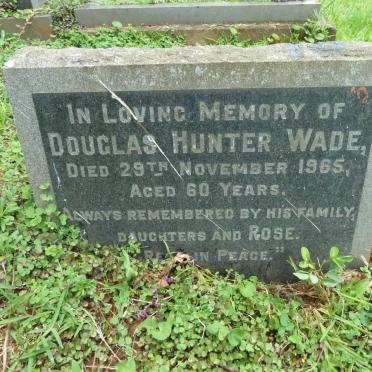 IN LOVING MEMORY OF
DOUGLAS HUNTER WADE,
DIED 29TH NOVEMBER 1965,
AGED 60 YEARS.
ALWAYS REMEMBERED BY HIS FAMILY,
DAUGHTERS AND ROSE.
"REST IN PEACE."